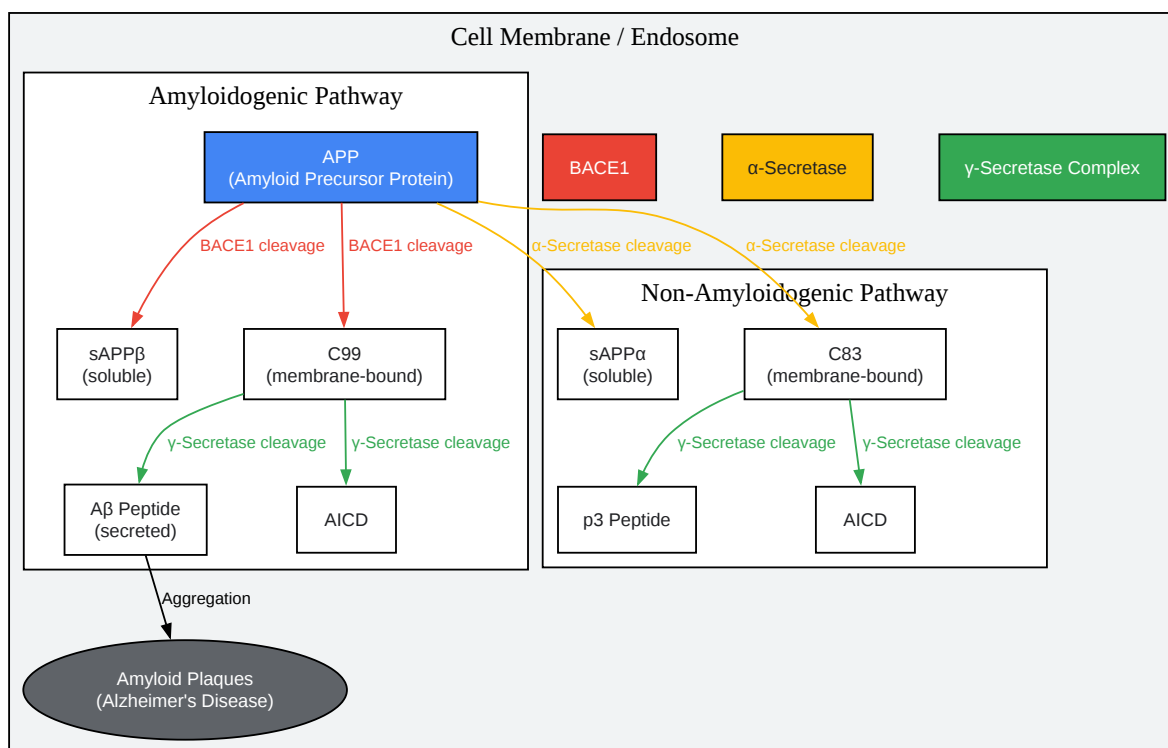 Cell Membrane / Endosome
Amyloidogenic Pathway
APP
(Amyloid Precursor Protein)
BACE1
α-Secretase
γ-Secretase Complex
BACE1 cleavage
BACE1 cleavage
α-Secretase cleavage
α-Secretase cleavage
Non-Amyloidogenic Pathway
sAPPβ
(soluble)
C99
(membrane-bound)
sAPPα
(soluble)
C83
(membrane-bound)
γ-Secretase cleavage
γ-Secretase cleavage
γ-Secretase cleavage
γ-Secretase cleavage
Aβ Peptide
(secreted)
AICD
p3 Peptide
AICD
Aggregation
Amyloid Plaques
(Alzheimer's Disease)